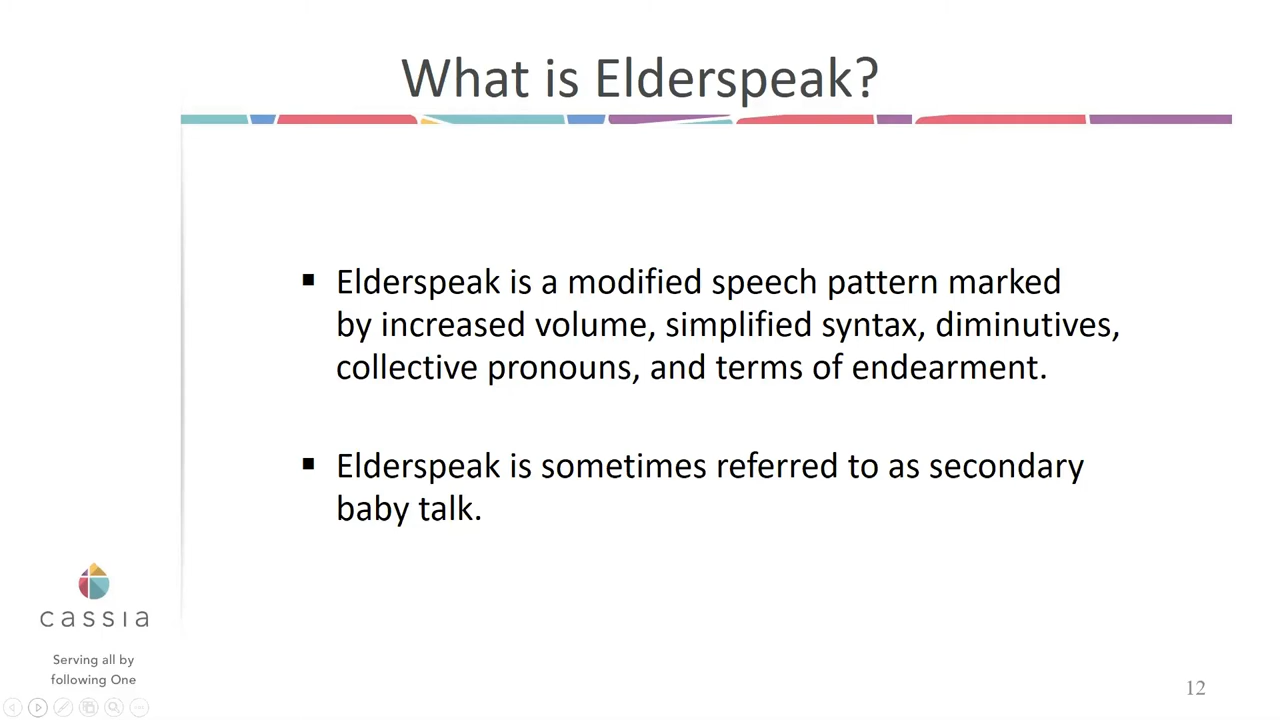 What is Elderspeak?
▪ Elderspeak is a modified speech pattern marked
by increased volume, simplified syntax, diminutives,
collective pronouns, and terms of endearment.
▪ Elderspeak is sometimes referred to as secondary
baby talk.
cassia
Serving all by
following One
12